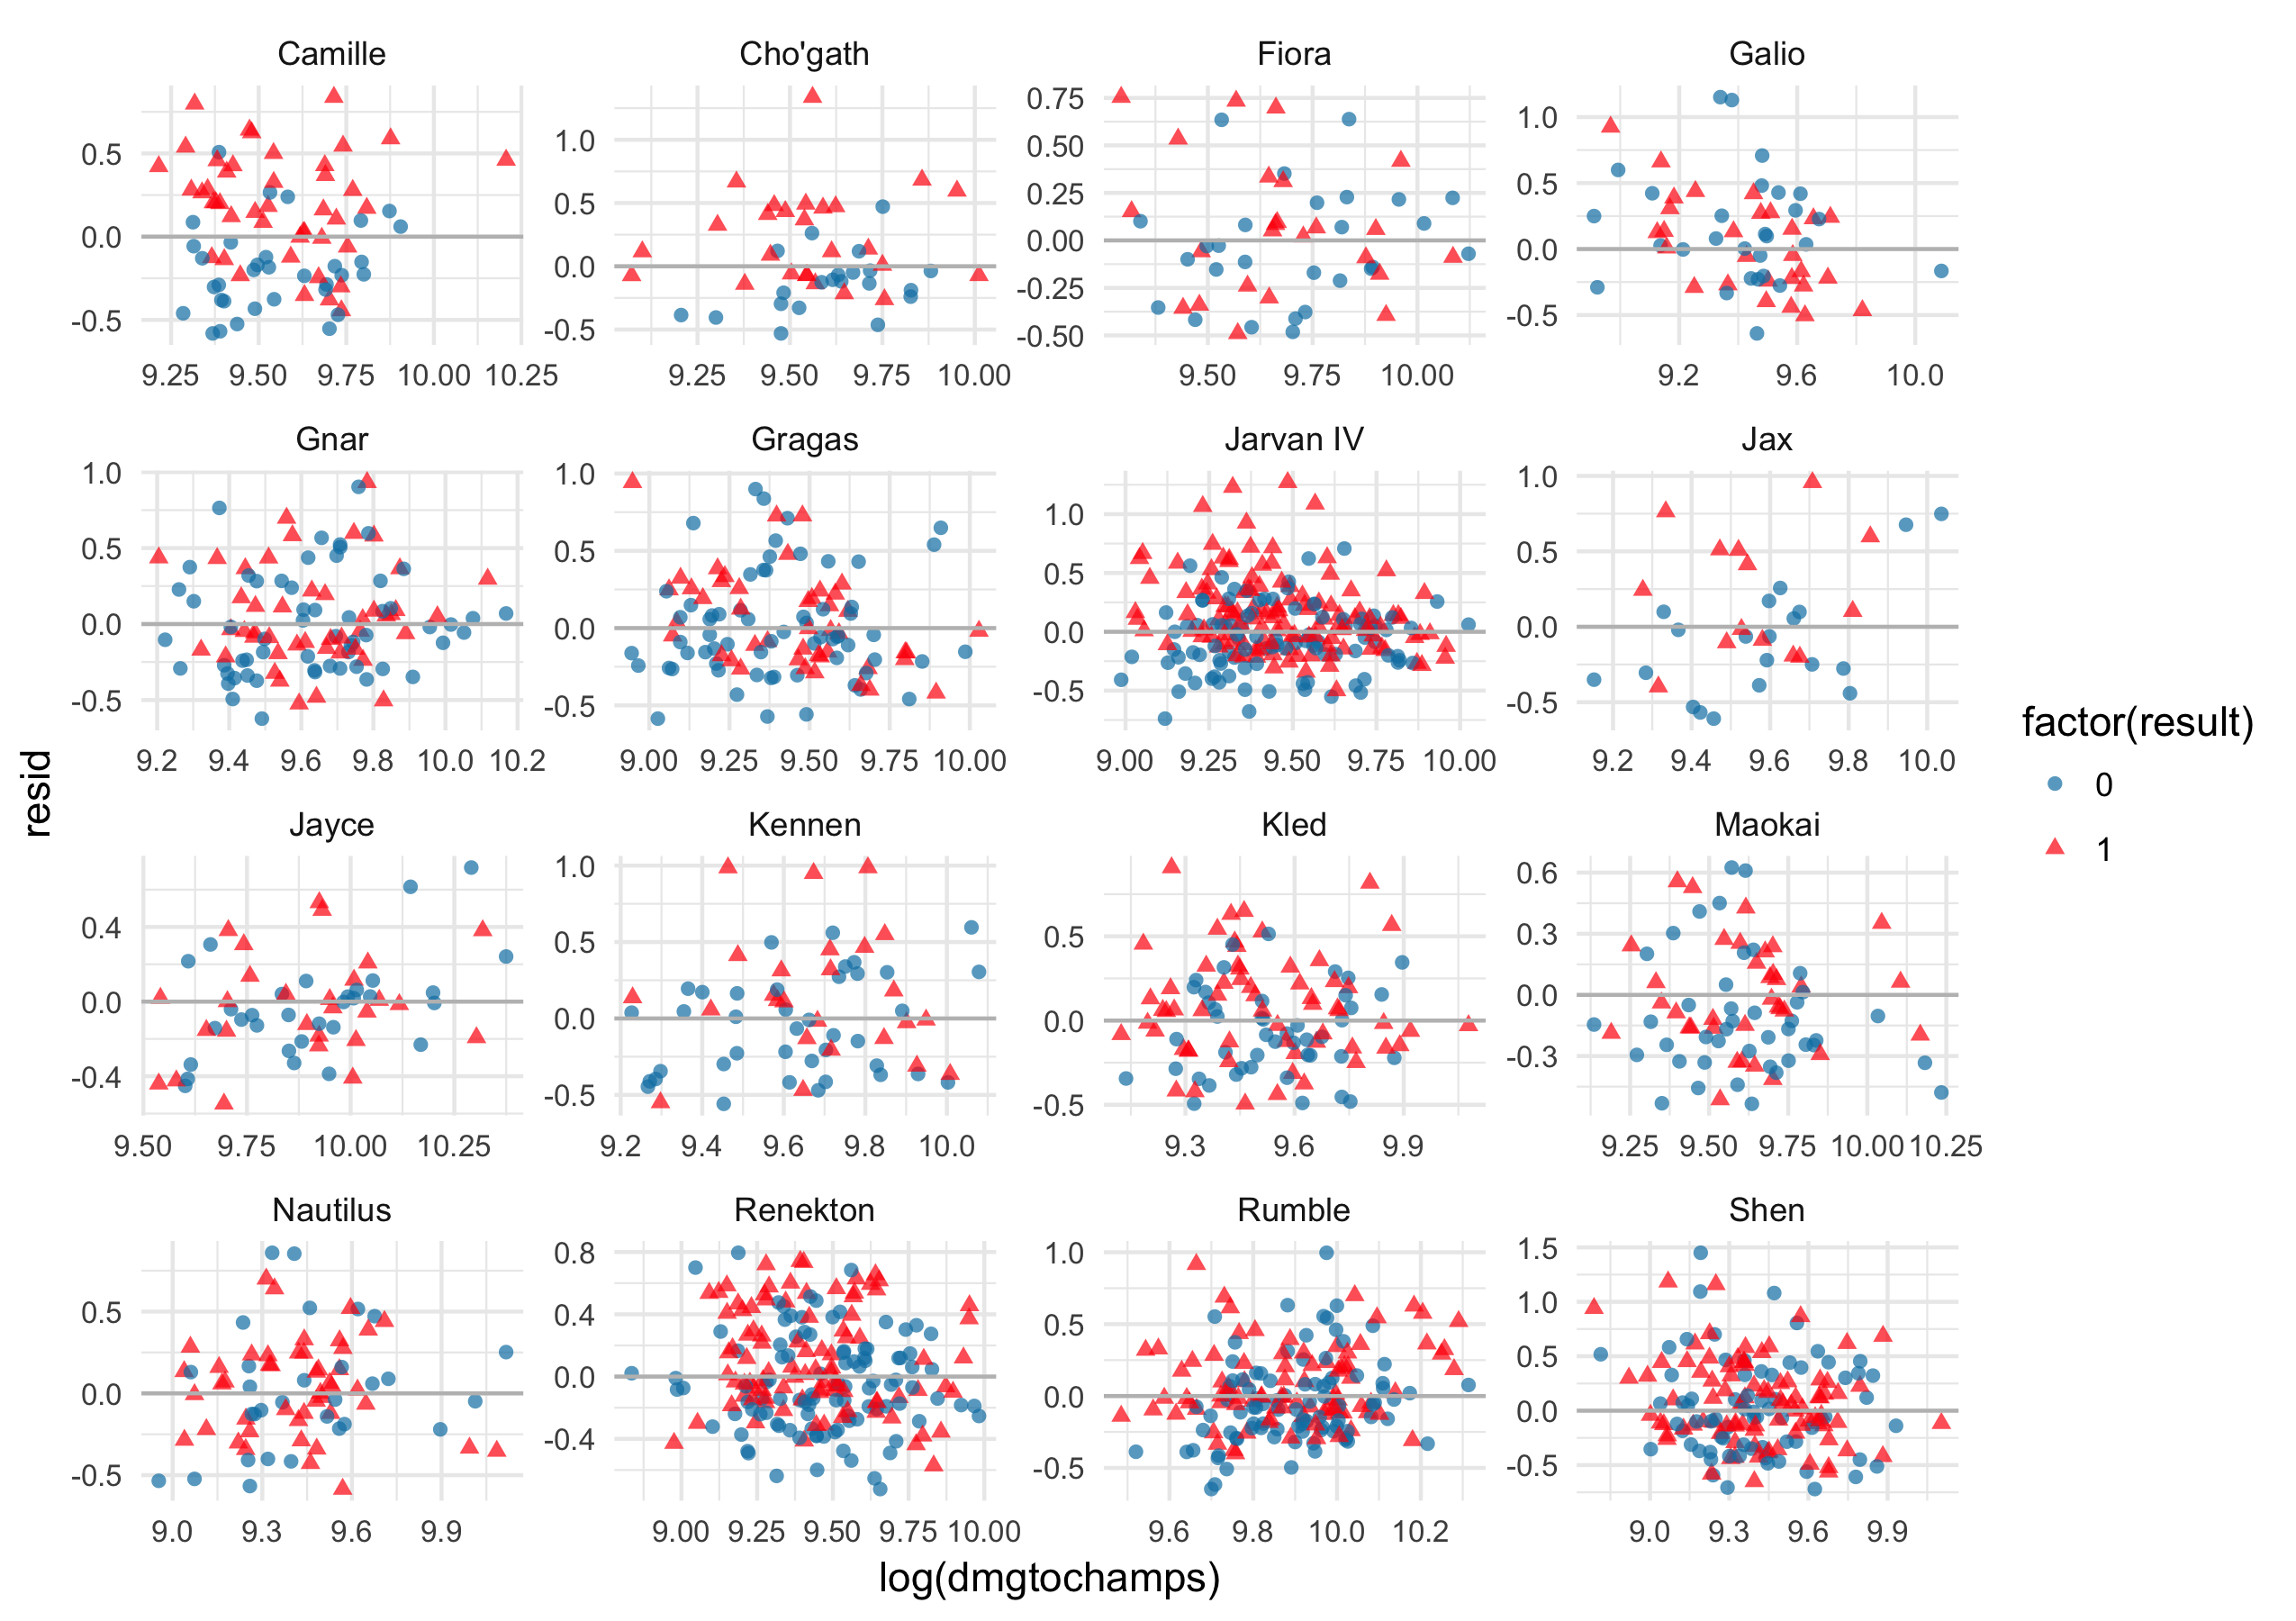 Camille Cho'gath Fiora Galio
0.5
0.0
-0.5
1.0
0.5
0.0
-0.5
0.75
0.50
0.25
0.00
-0.25
-0.50
1.0
0.5
0.0
-0.5
9.25 9.50 9.75 10.00 10.25
9.25 9.50 9.75 10.00
9.50 9.75 10.00
9.2 9.6 10.0
Gnar Gragas Jarvan IV Jax
1.0
0.5
0.0
-0.5
1.0
0.5
0.0
-0.5
1.0
0.5
0.0
-0.5
1.0
0.5
0.0
-0.5
9.2 9.4 9.6 9.8 10.0 10.2
9.00 9.25 9.50 9.75 10.00
9.00 9.25 9.50 9.75 10.00
9.2 9.4 9.6 9.8 10.0
Jayce Kennen Kled Maokai
0.4
0.0
-0.4
1.0
0.5
0.0
-0.5
0.5
0.0
-0.5
0.6
0.3
0.0
-0.3
9.50 9.75 10.00 10.25
9.2 9.4 9.6 9.8 10.0
9.3 9.6 9.9
9.25 9.50 9.75 10.00 10.25
Nautilus Renekton Rumble Shen
0.5
0.0
-0.5
0.8
0.4
0.0
-0.4
1.0
0.5
0.0
-0.5
1.5
1.0
0.5
0.0
-0.5
9.0 9.3 9.6 9.9
9.00 9.25 9.50 9.75 10.00
9.6 9.8 10.0 10.2
9.0 9.3 9.6 9.9
log(dmgtochamps)
resid
factor(result)
0
1